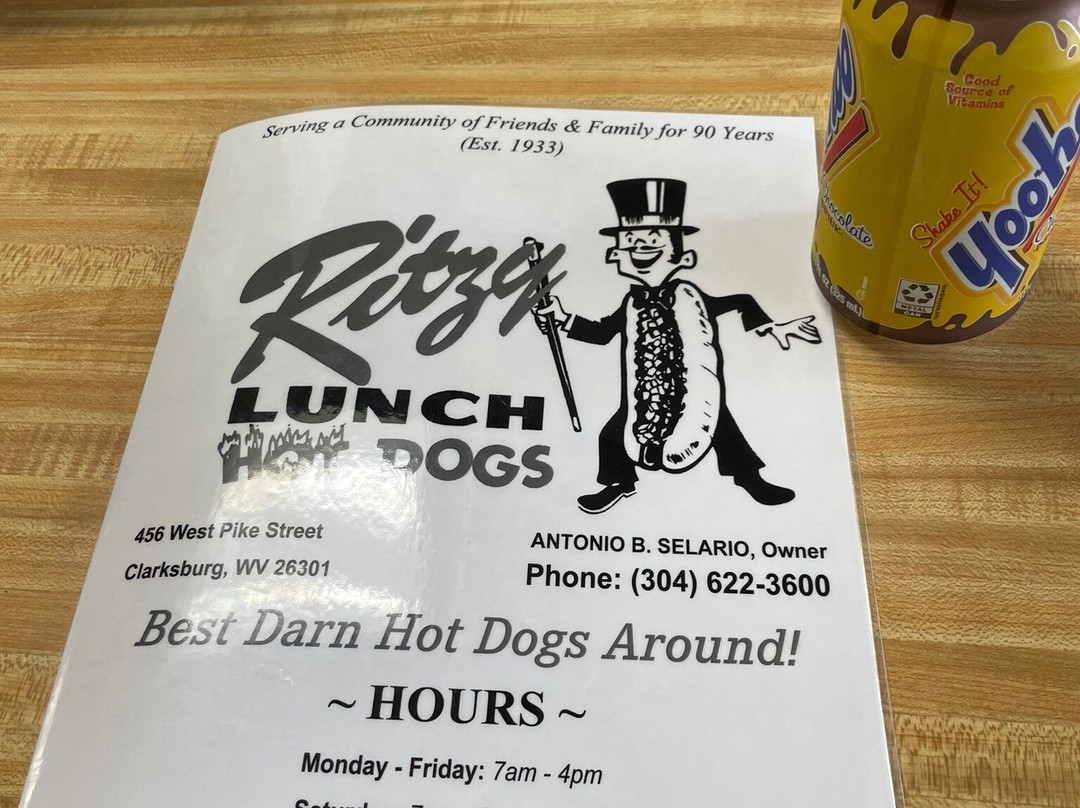 Serving a Community of Friends & Family for 90 Years
(Est. 1933)
Ritzy
LUNCH
HOT DOGS
456 West Pike Street
Clarksburg, WV 26301
ANTONIO B. SELARIO, Owner
Phone: (304) 622-3600
Best Darn Hot Dogs Around!
~ HOURS ~
Monday - Friday: 7am - 4pm
Good
Source of
Vitamins
Shake It!
METAL
CAN